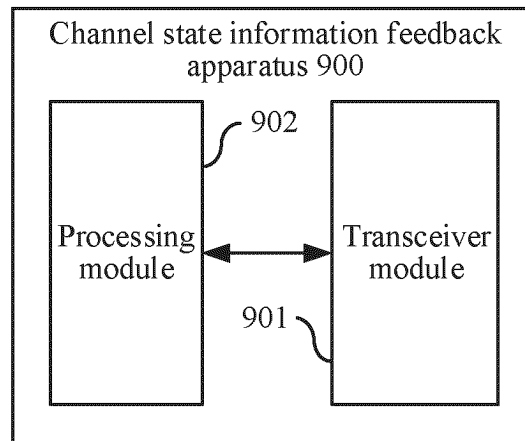 Channel state information feedback
apparatus 900
902
Processing
module
Transceiver
module
901